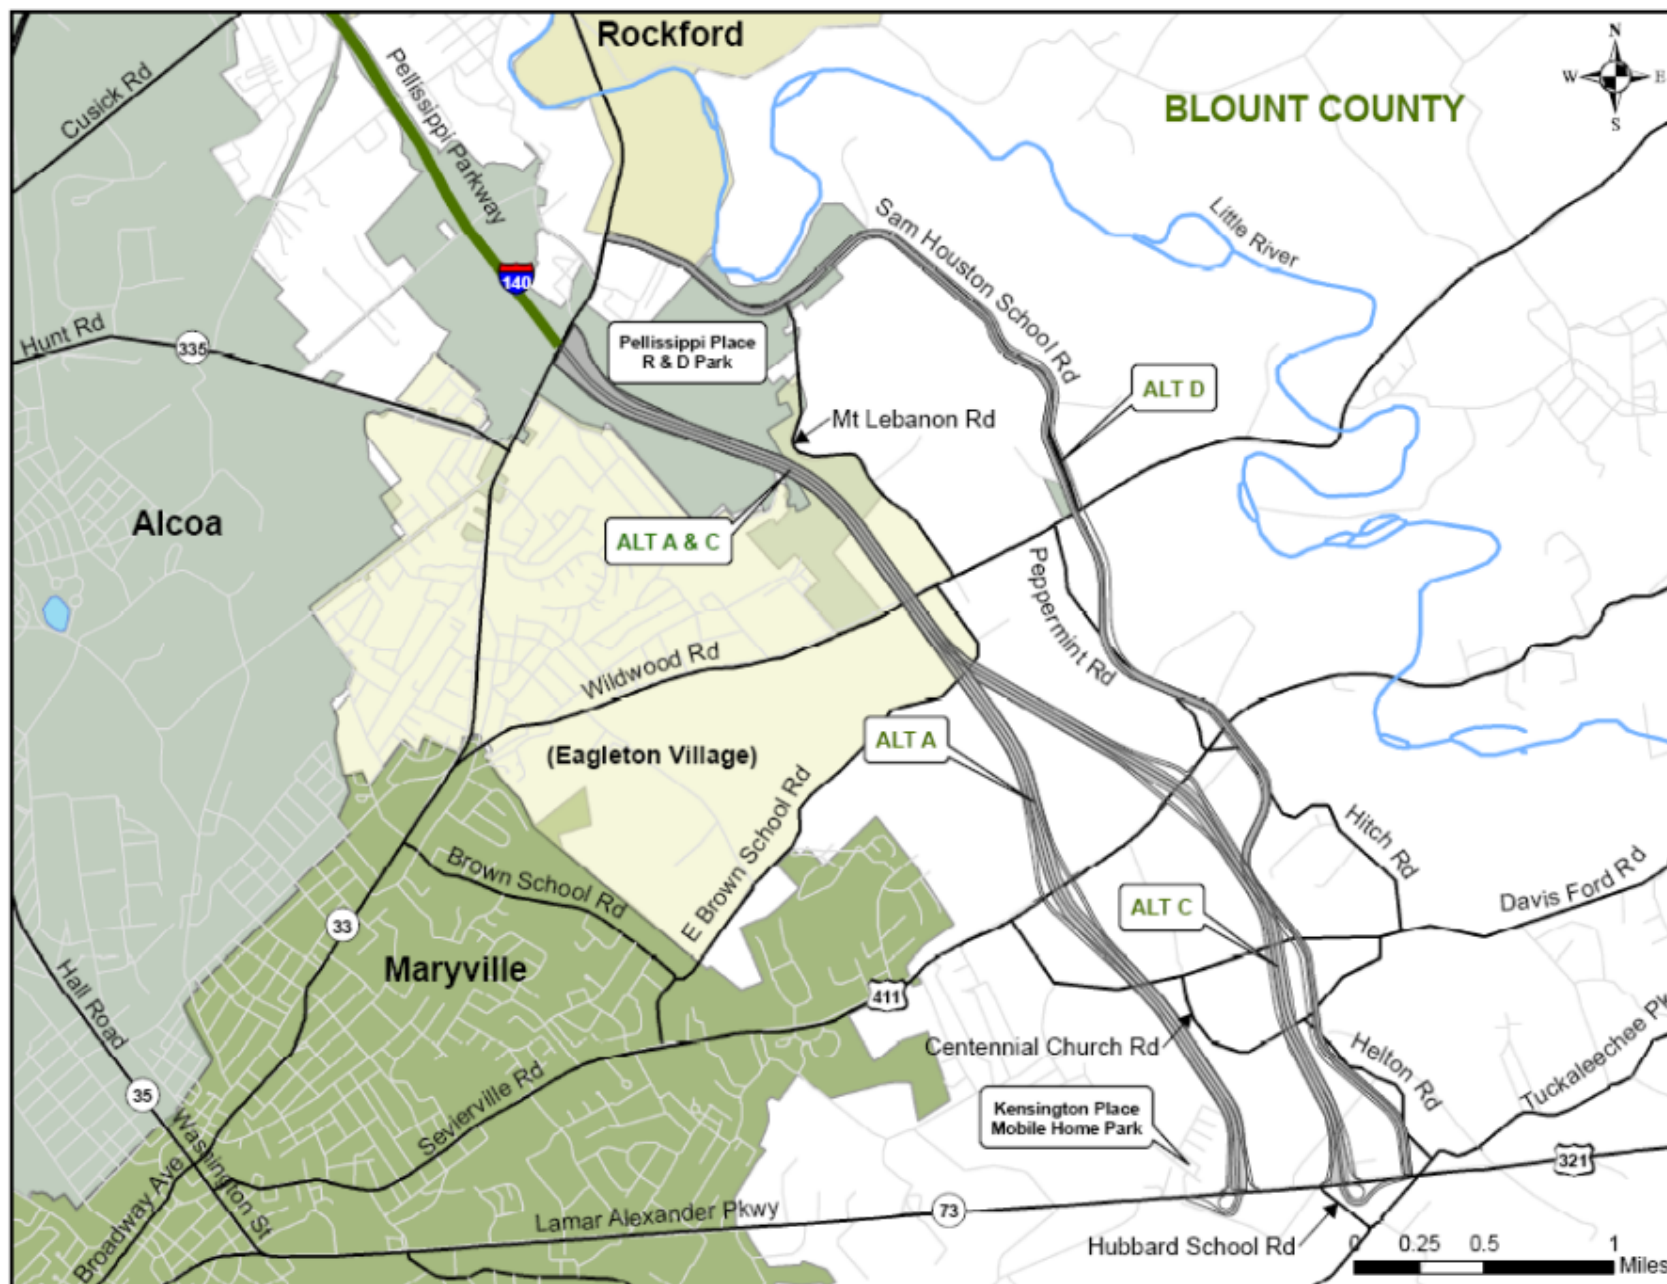 Rockford
N
W
E
S
BLOUNT COUNTY
Cusick Rd
Pellissippi Parkway
Little River
Sam Houston School Rd
140
Hunt Rd
335
Pellissippi Place
R & D Park
ALT D
Mt Lebanon Rd
Alcoa
ALT A & C
Peppermint Rd
Wildwood Rd
ALT A
(Eagleton Village)
E Brown School Rd
Brown School Rd
Hitch Rd
Davis Ford Rd
ALT C
33
Maryville
Hall Road
411
Centennial Church Rd
Helton Rd
Tuckaleechee Pk
Sevierville Rd
35
Kensington Place
Mobile Home Park
Washington St
Broadway Ave
321
Lamar Alexander Pkwy
73
Hubbard School Rd
0 0.25 0.5 1
Miles